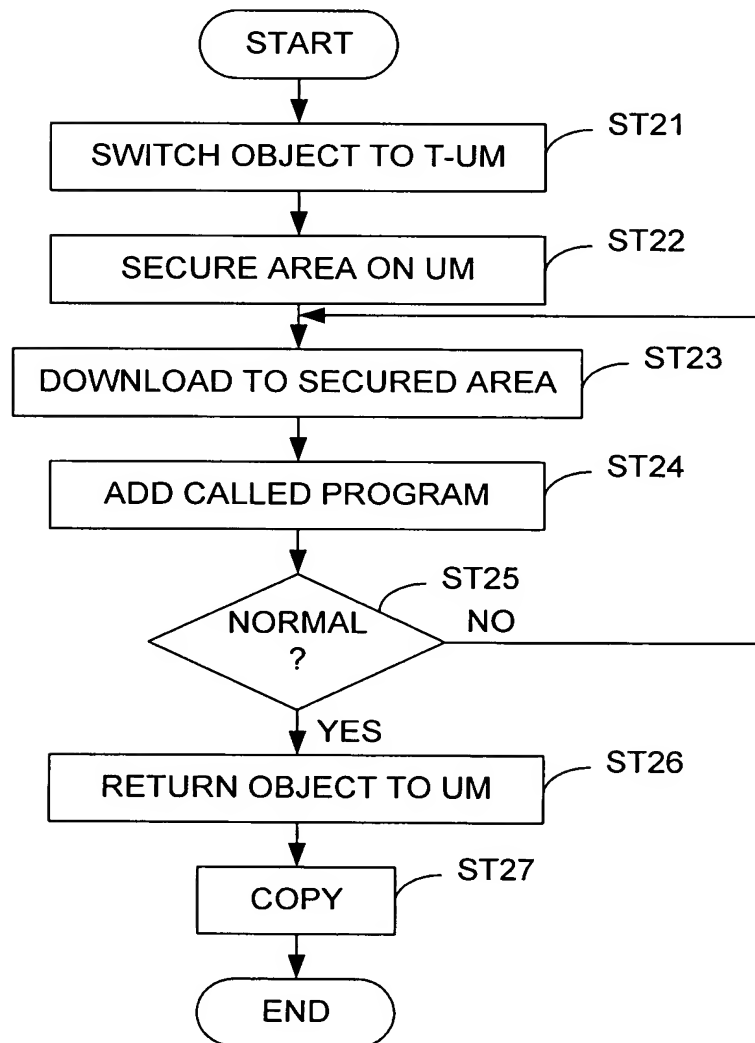 START
ST21
SWITCH OBJECT TO T-UM
ST22
SECURE AREA ON UM
ST23
DOWNLOAD TO SECURED AREA
ST24
ADD CALLED PROGRAM
ST25
NORMAL
?
NO
YES
ST26
RETURN OBJECT TO UM
ST27
COPY
END